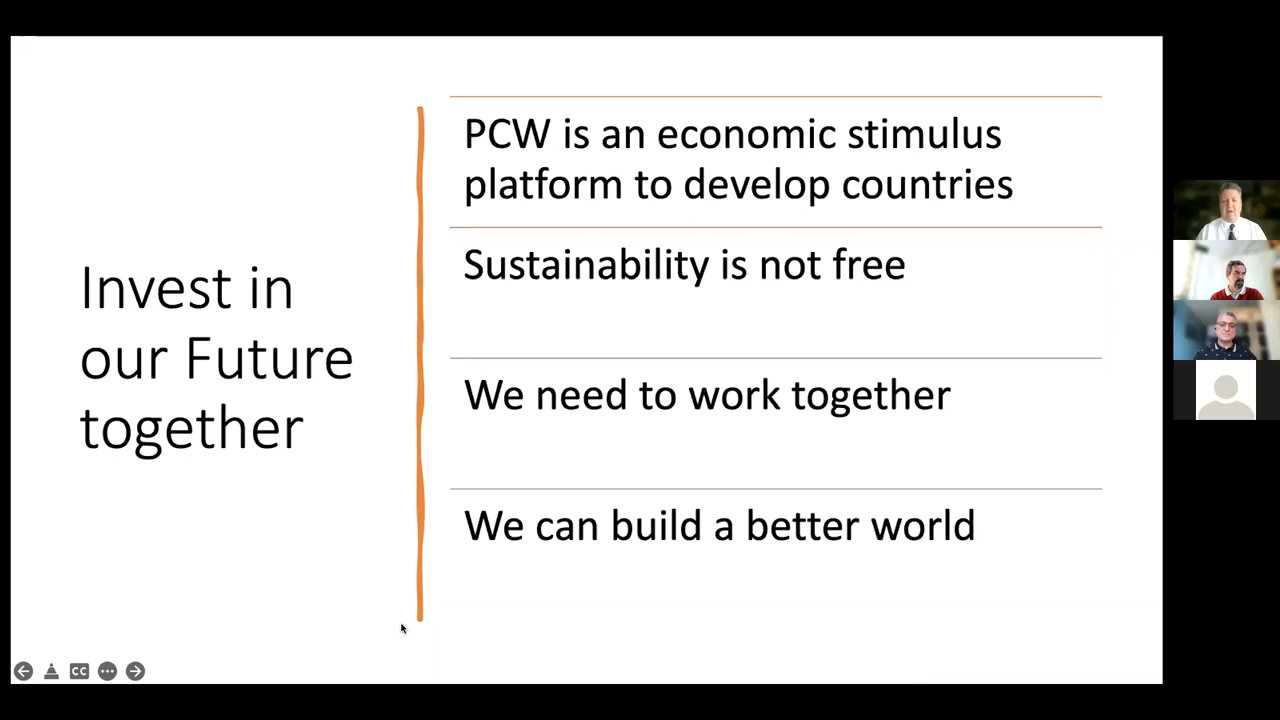 Invest in
our Future
together
PCW is an economic stimulus
platform to develop countries
Sustainability is not free
We need to work together
We can build a better world
CC